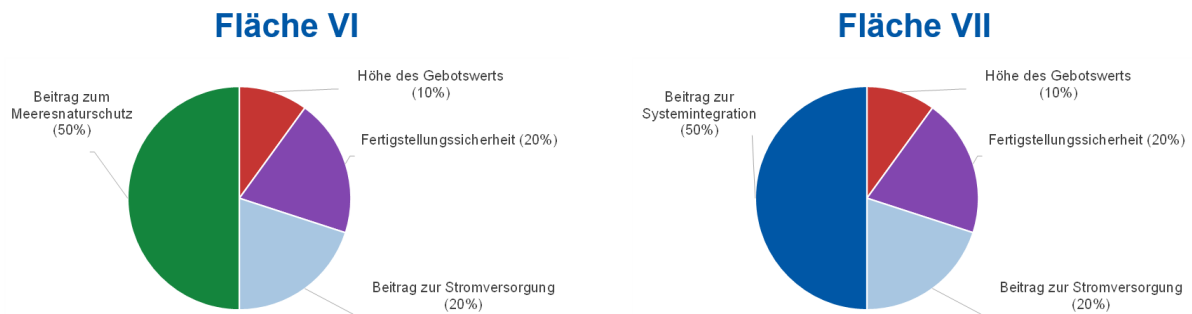 Fläche VI
Höhe des Gebotswerts
(10%)
Beitrag zum
Meeresnaturschutz
(50%)
Fertigstellungssicherheit (20%)
Beitrag zur Stromversorgung
(20%)
Fläche VII
Höhe des Gebotswerts
(10%)
Beitrag zur
Systemintegration
(50%)
Fertigstellungssicherheit (20%)
Beitrag zur Stromversorgung
(20%)